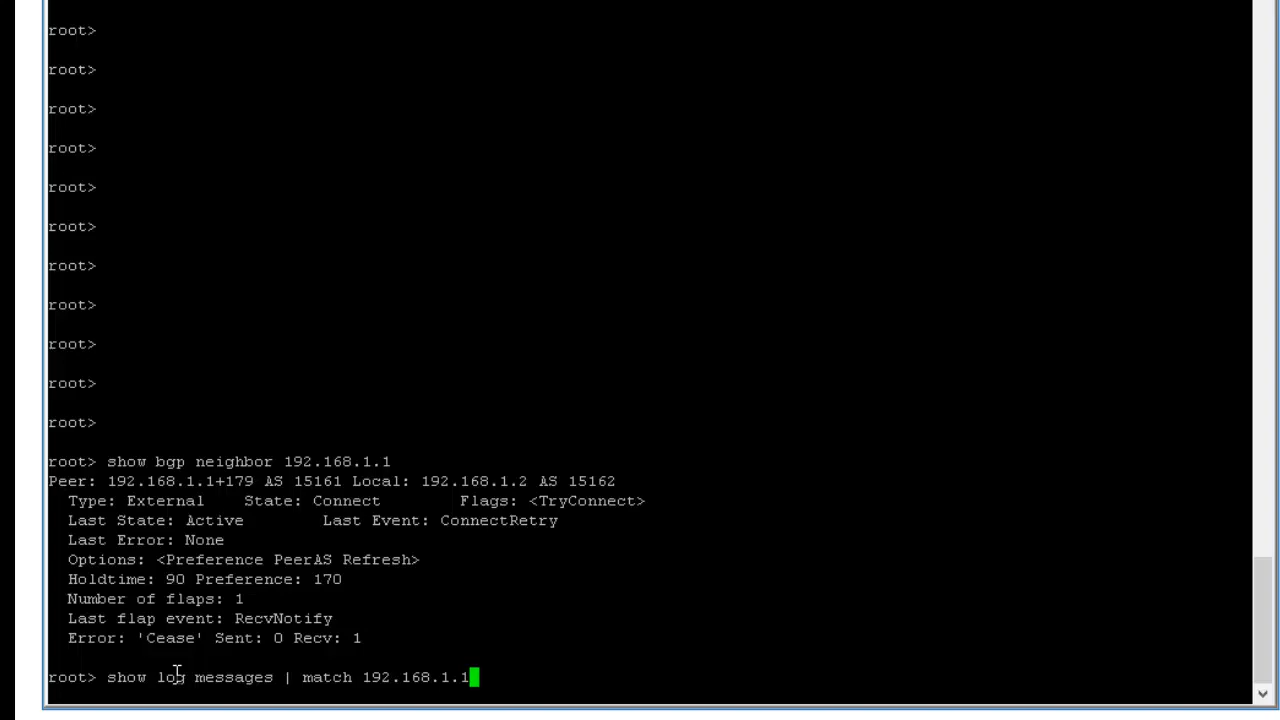 root>
root>
root>
root>
root>
root>
root>
root>
root>
root>
root>
root> show bgp neighbor 192.168.1.1
Peer: 192.168.1.1+179 AS 15161 Local: 192.168.1.2 AS 15162
  Type: External    State: Connect        Flags: <TryConnect>
  Last State: Active        Last Event: ConnectRetry
  Last Error: None
  Options: <Preference PeerAS Refresh>
  Holdtime: 90 Preference: 170
  Number of flaps: 1
  Last flap event: RecvNotify
  Error: 'Cease' Sent: 0 Recv: 1
root> show log messages | match 192.168.1.1